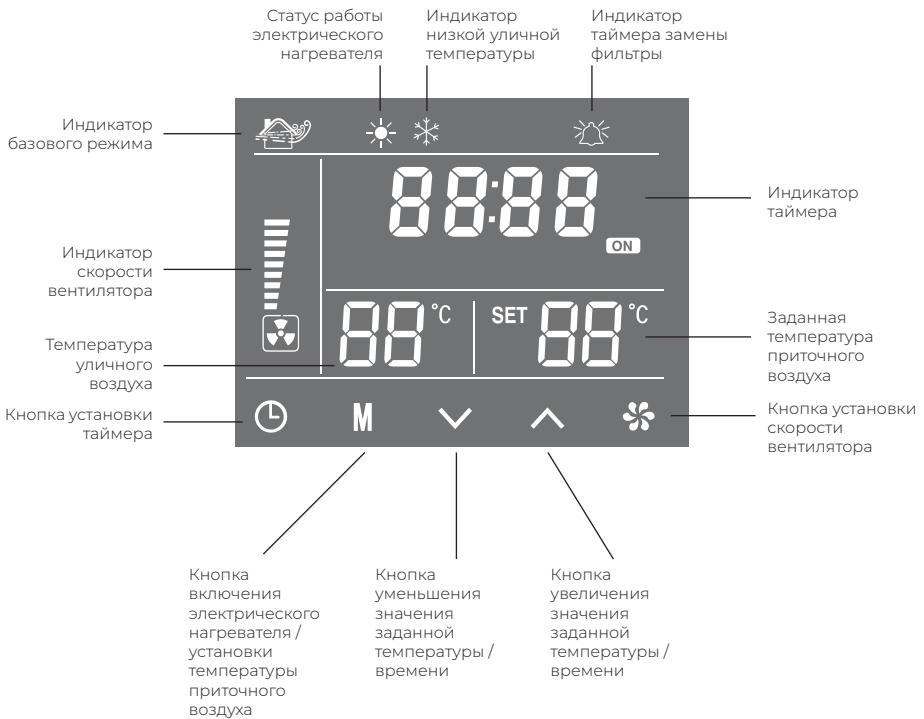 Статус работы
электрического
нагревателя
Индикатор
низкой уличной
температуры
Индикатор
таймера замены
фильтры
Индикатор
базового режима
88:88
ON
Индикатор
таймера
Индикатор
скорости
вентилятора
88 °C
SET 88 °C
Температура
уличного
воздуха
Заданная
температура
приточного
воздуха
Кнопка установки
таймера
M
Кнопка установки
скорости
вентилятора
Кнопка
включения
электрического
нагревателя /
установки
температуры
приточного
воздуха
Кнопка
уменьшения
значения
заданной
температуры /
времени
Кнопка
увеличения
значения
заданной
температуры /
времени